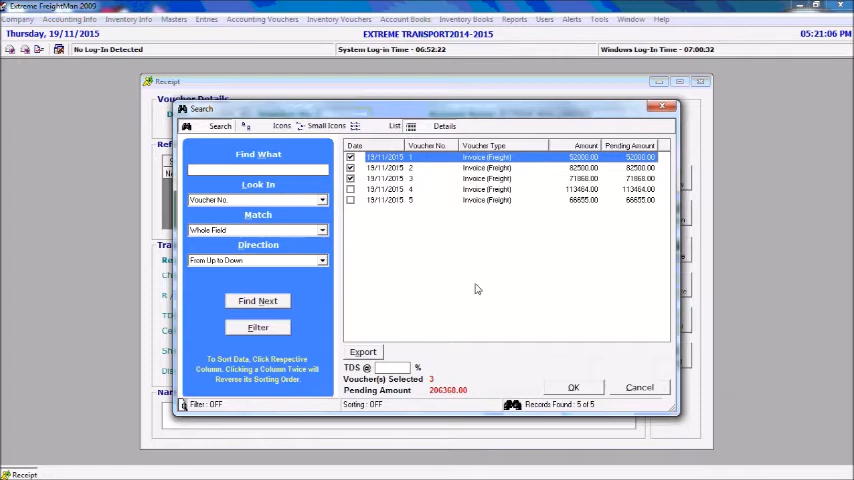 Extreme FreightMan 2009
Company Accounting Info Inventory Info Masters Entries Accounting Vouchers Inventory Vouchers Account Books Inventory Books Reports Users Alerts Tools Window Help
Thursday, 19/11/2015 EXTREME TRANSPORT2014-2015 05:21:06 PM
No Log-In Detected System Log-in Time - 06:52:22 Windows Log-In Time - 07:00:32
Receipt
Voucher Details
Search
Search Icons Small Icons List Details
Find What
Look In
Voucher No.
Match
Whole Field
Direction
From Up to Down
Find Next
Filter
To Sort Data, Click Respective
Column. Clicking a Column Twice will
Reverse its Sorting Order.
Date Voucher No. Voucher Type Amount Pending Amount
19/11/2015 1 Invoice (Freight) 52000.00 52000.00
19/11/2015 2 Invoice (Freight) 82500.00 82500.00
19/11/2015 3 Invoice (Freight) 71868.00 71868.00
19/11/2015 4 Invoice (Freight) 113464.00 113464.00
19/11/2015 5 Invoice (Freight) 66655.00 66655.00
Export
TDS @ %
Voucher(s) Selected 3
Pending Amount 206368.00
OK Cancel
Filter : OFF Sorting : OFF Records Found : 5 of 5
Receipt